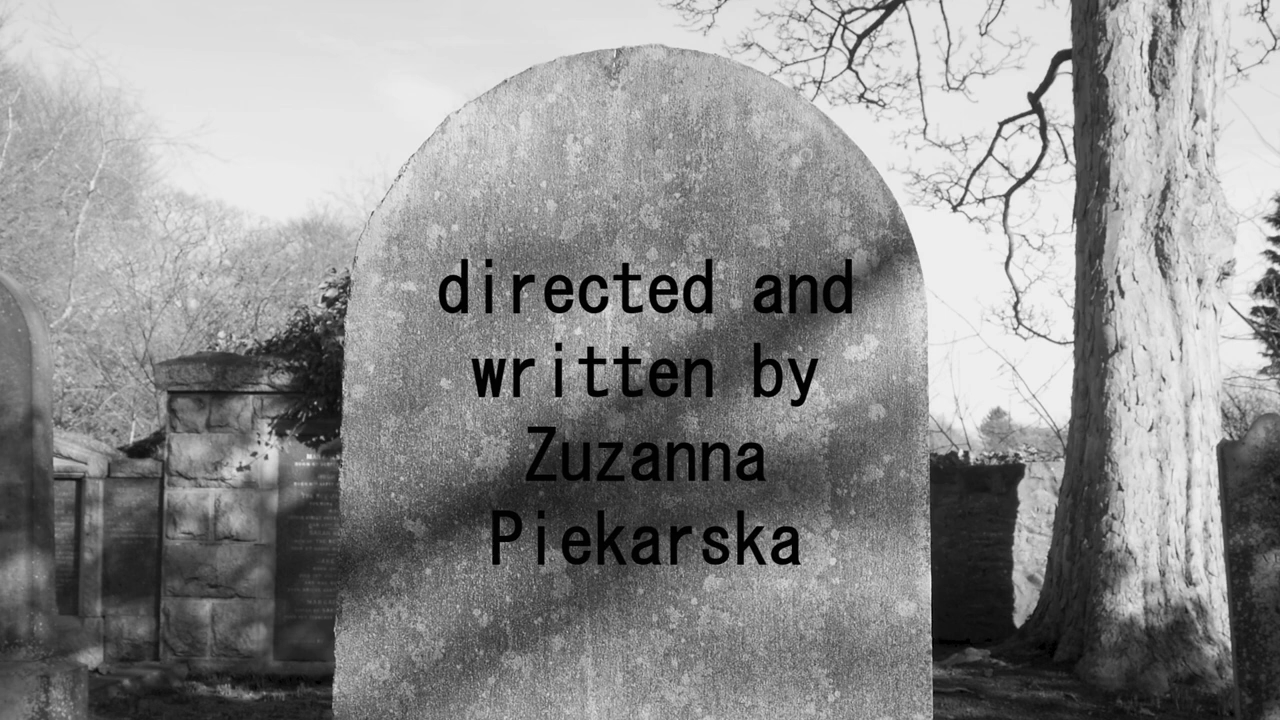 directed and
written by
Zuzanna
Piekarska